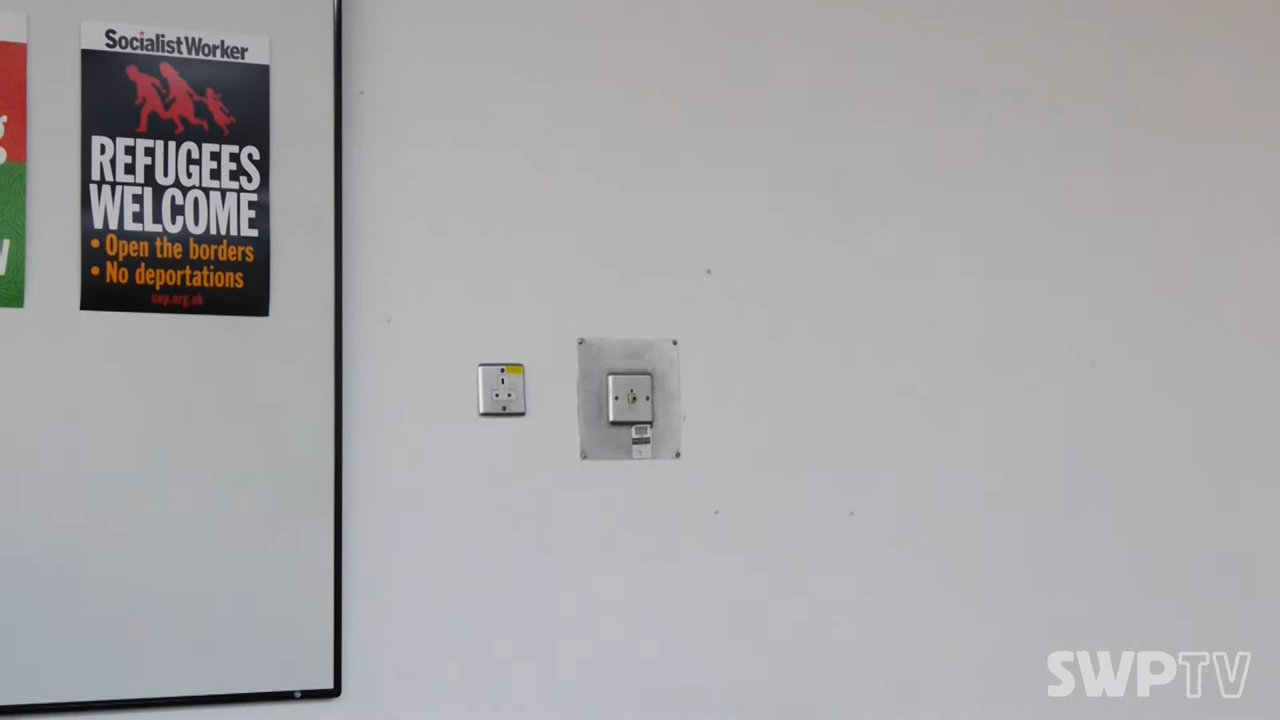 Socialist Worker
REFUGEES
WELCOME
• Open the borders
• No deportations
swp.org.uk
SWPTV